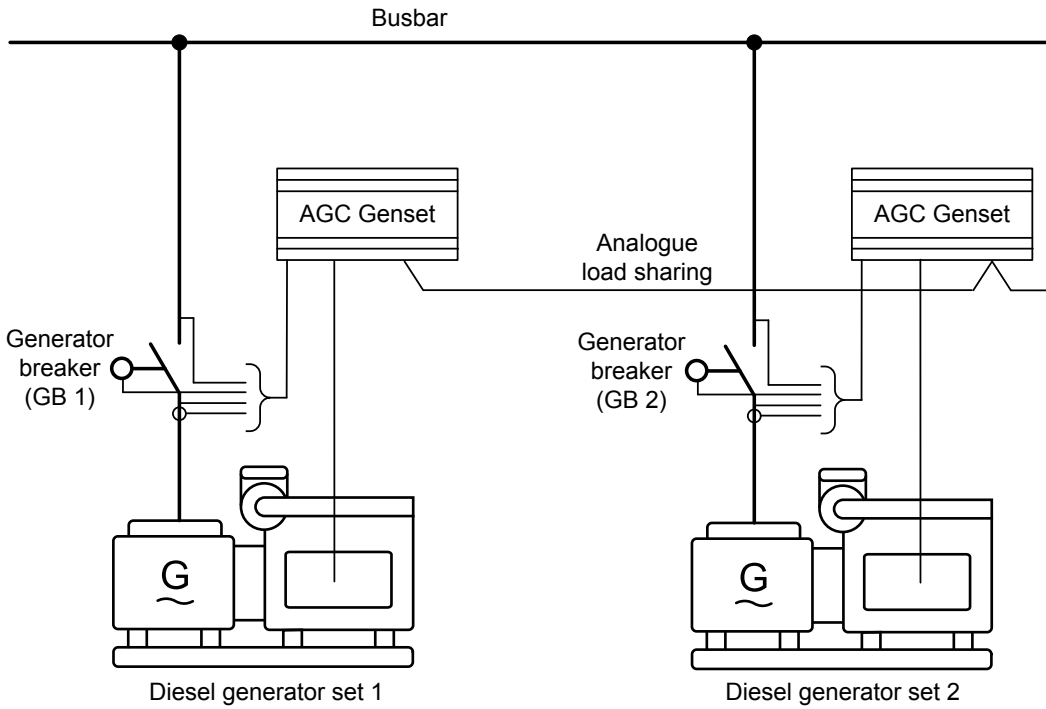 Busbar
AGC Genset
AGC Genset
Analogue
load sharing
Generator
breaker
(GB 1)
Generator
breaker
(GB 2)
G
G
Diesel generator set 1
Diesel generator set 2